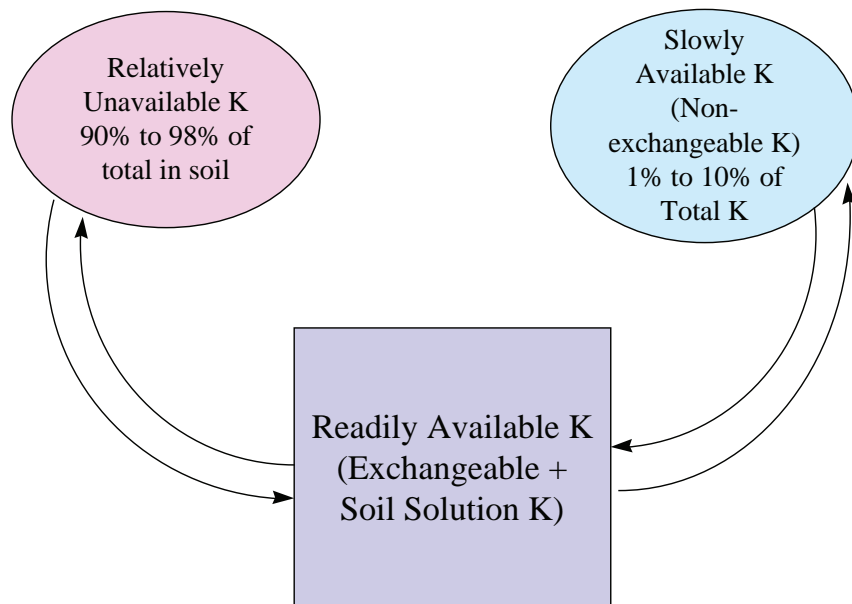 Relatively
Unavailable K
90% to 98% of
total in soil
Slowly
Available K
(Non-
exchangeable K)
1% to 10% of
Total K
Readily Available K
(Exchangeable +
Soil Solution K)